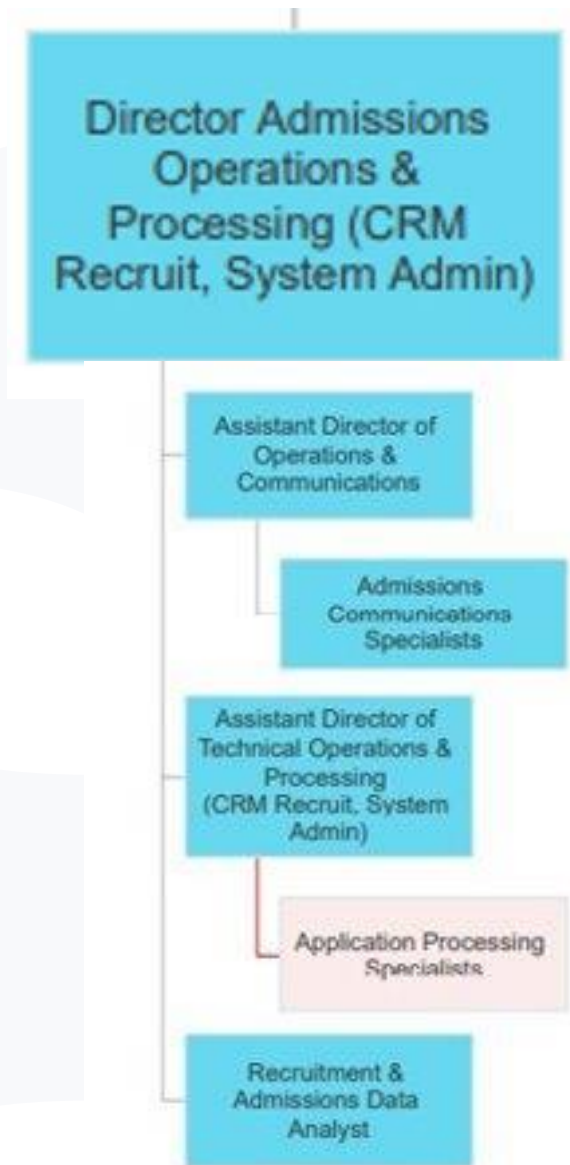 Director Admissions
Operations &
Processing (CRM
Recruit, System Admin)
Assistant Director of
Operations &
Communications
Admissions
Communications
Specialists
Assistant Director of
Technical Operations &
Processing
(CRM Recruit, System
Admin)
Application Processing
Specialists
Recruitment &
Admissions Data
Analyst